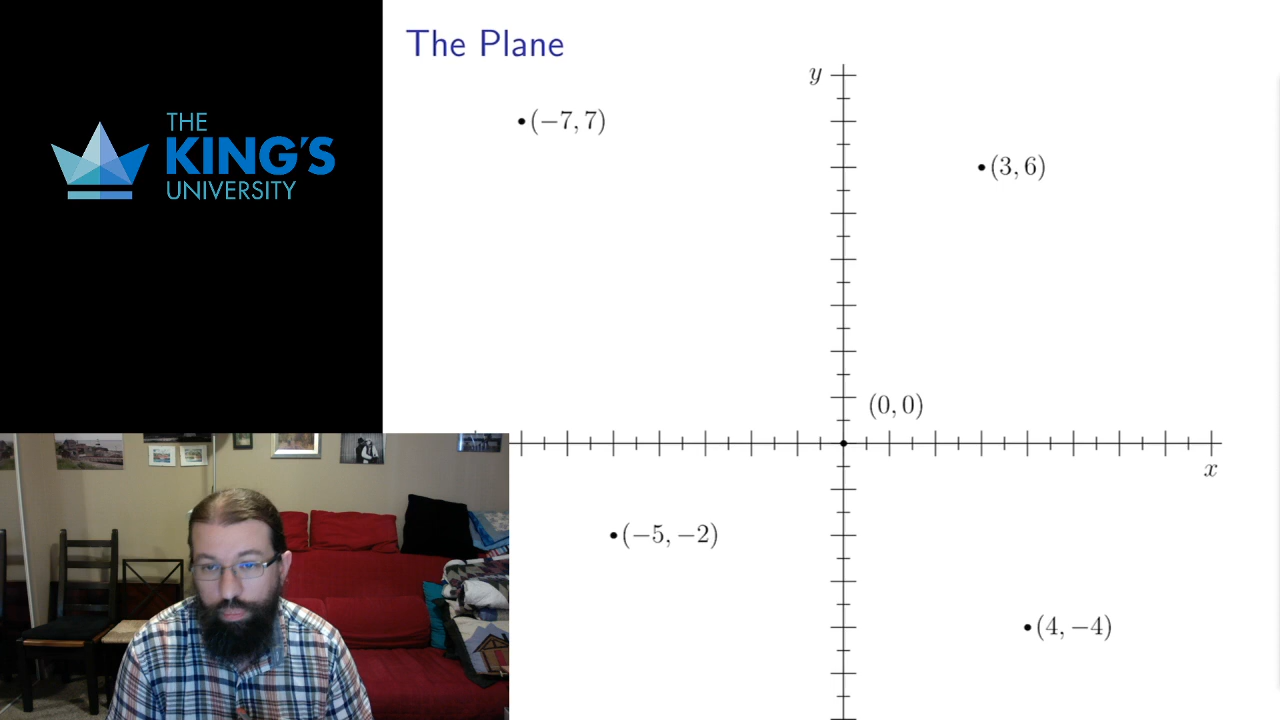 THE
KING'S
UNIVERSITY
The Plane
y
(−7, 7)
(3, 6)
(0, 0)
x
(−5, −2)
(4, −4)